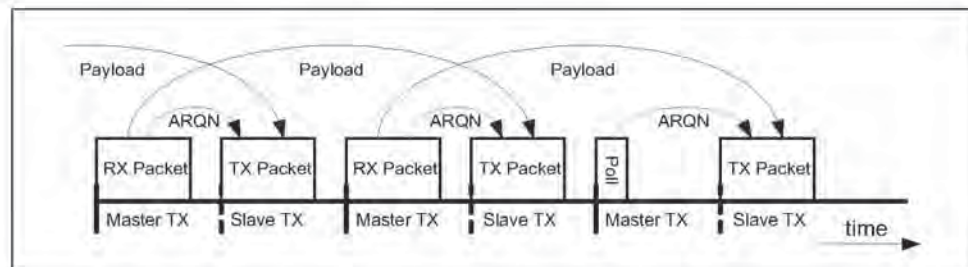 Payload Payload Payload
ARQN ARQN ARQN
RX Packet TX Packet RX Packet TX Packet Poll TX Packet
Master TX Slave TX Master TX Slave TX Master TX Slave TX
time